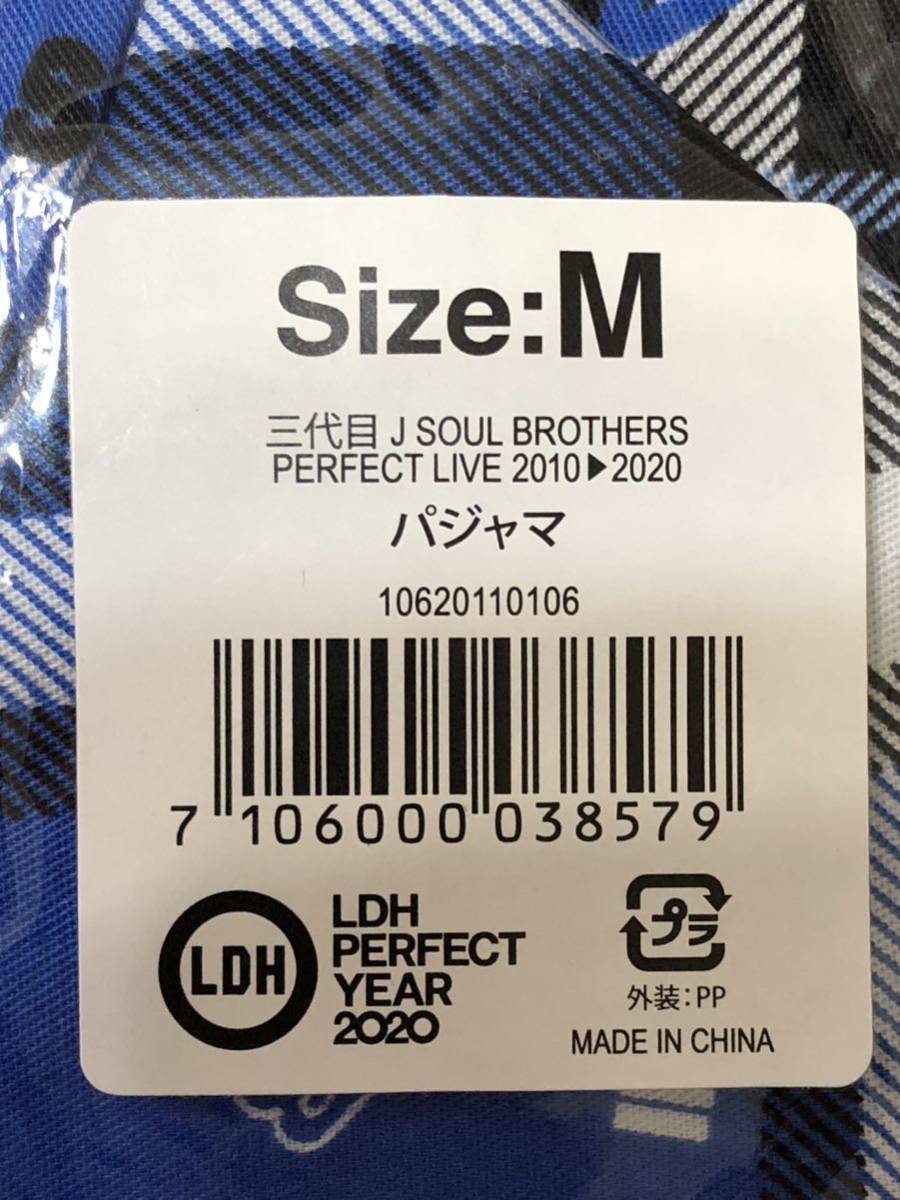 Size:M
三代目 J SOUL BROTHERS
PERFECT LIVE 2010▶2020
パジャマ
10620110106
7 106000 038579
LDH
LDH
PERFECT
YEAR
2020
プラ
外装:PP
MADE IN CHINA